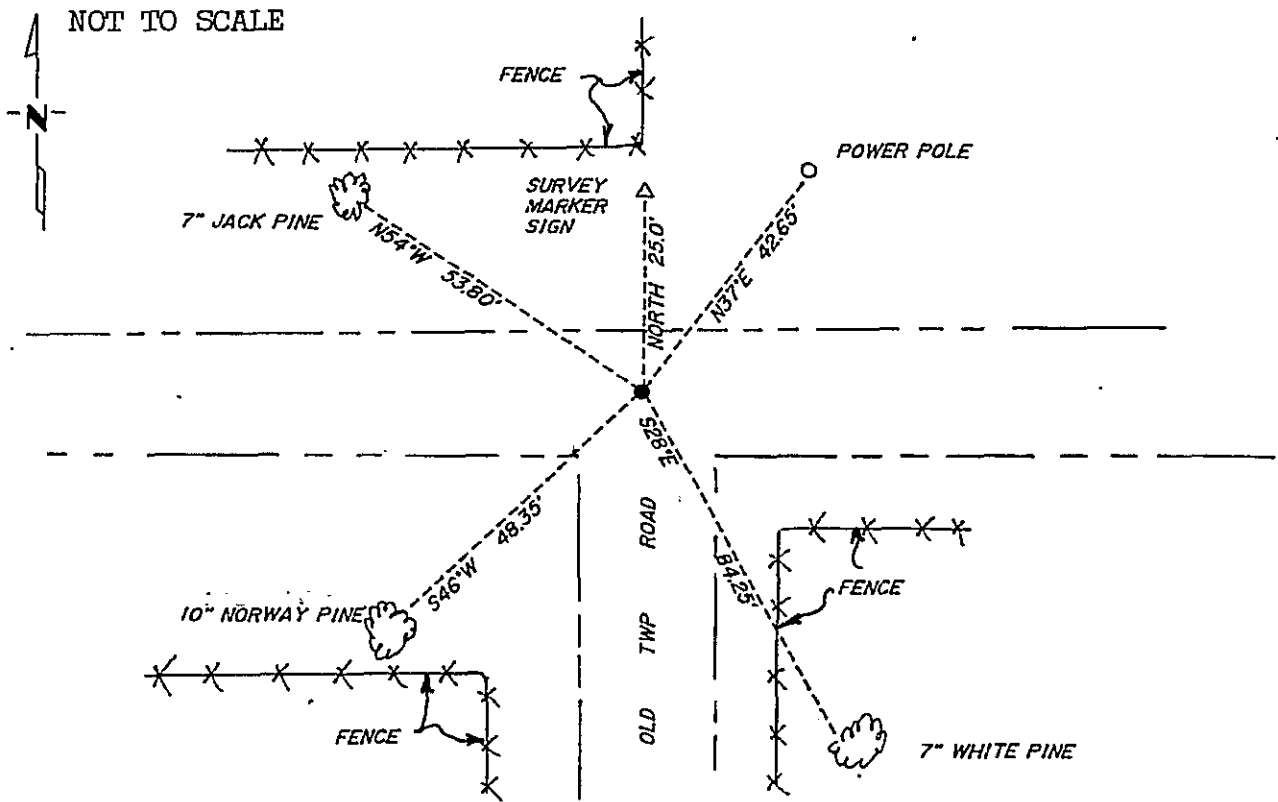 NOT TO SCALE
N
FENCE
POWER POLE
SURVEY
MARKER
SIGN
7" JACK PINE
N54°W 53.80'
NORTH 25.0'
N37°E 42.65'
S28°E
84.25'
S46°W 48.35'
OLD TWP ROAD
FENCE
10" NORWAY PINE
FENCE
7" WHITE PINE